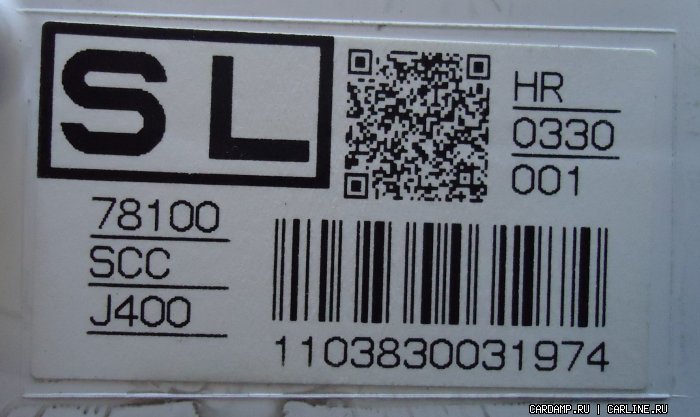 SL
HR
0330
001
78100
SCC
J400
1103830031974
CARDAMP.RU | CARLINE.RU